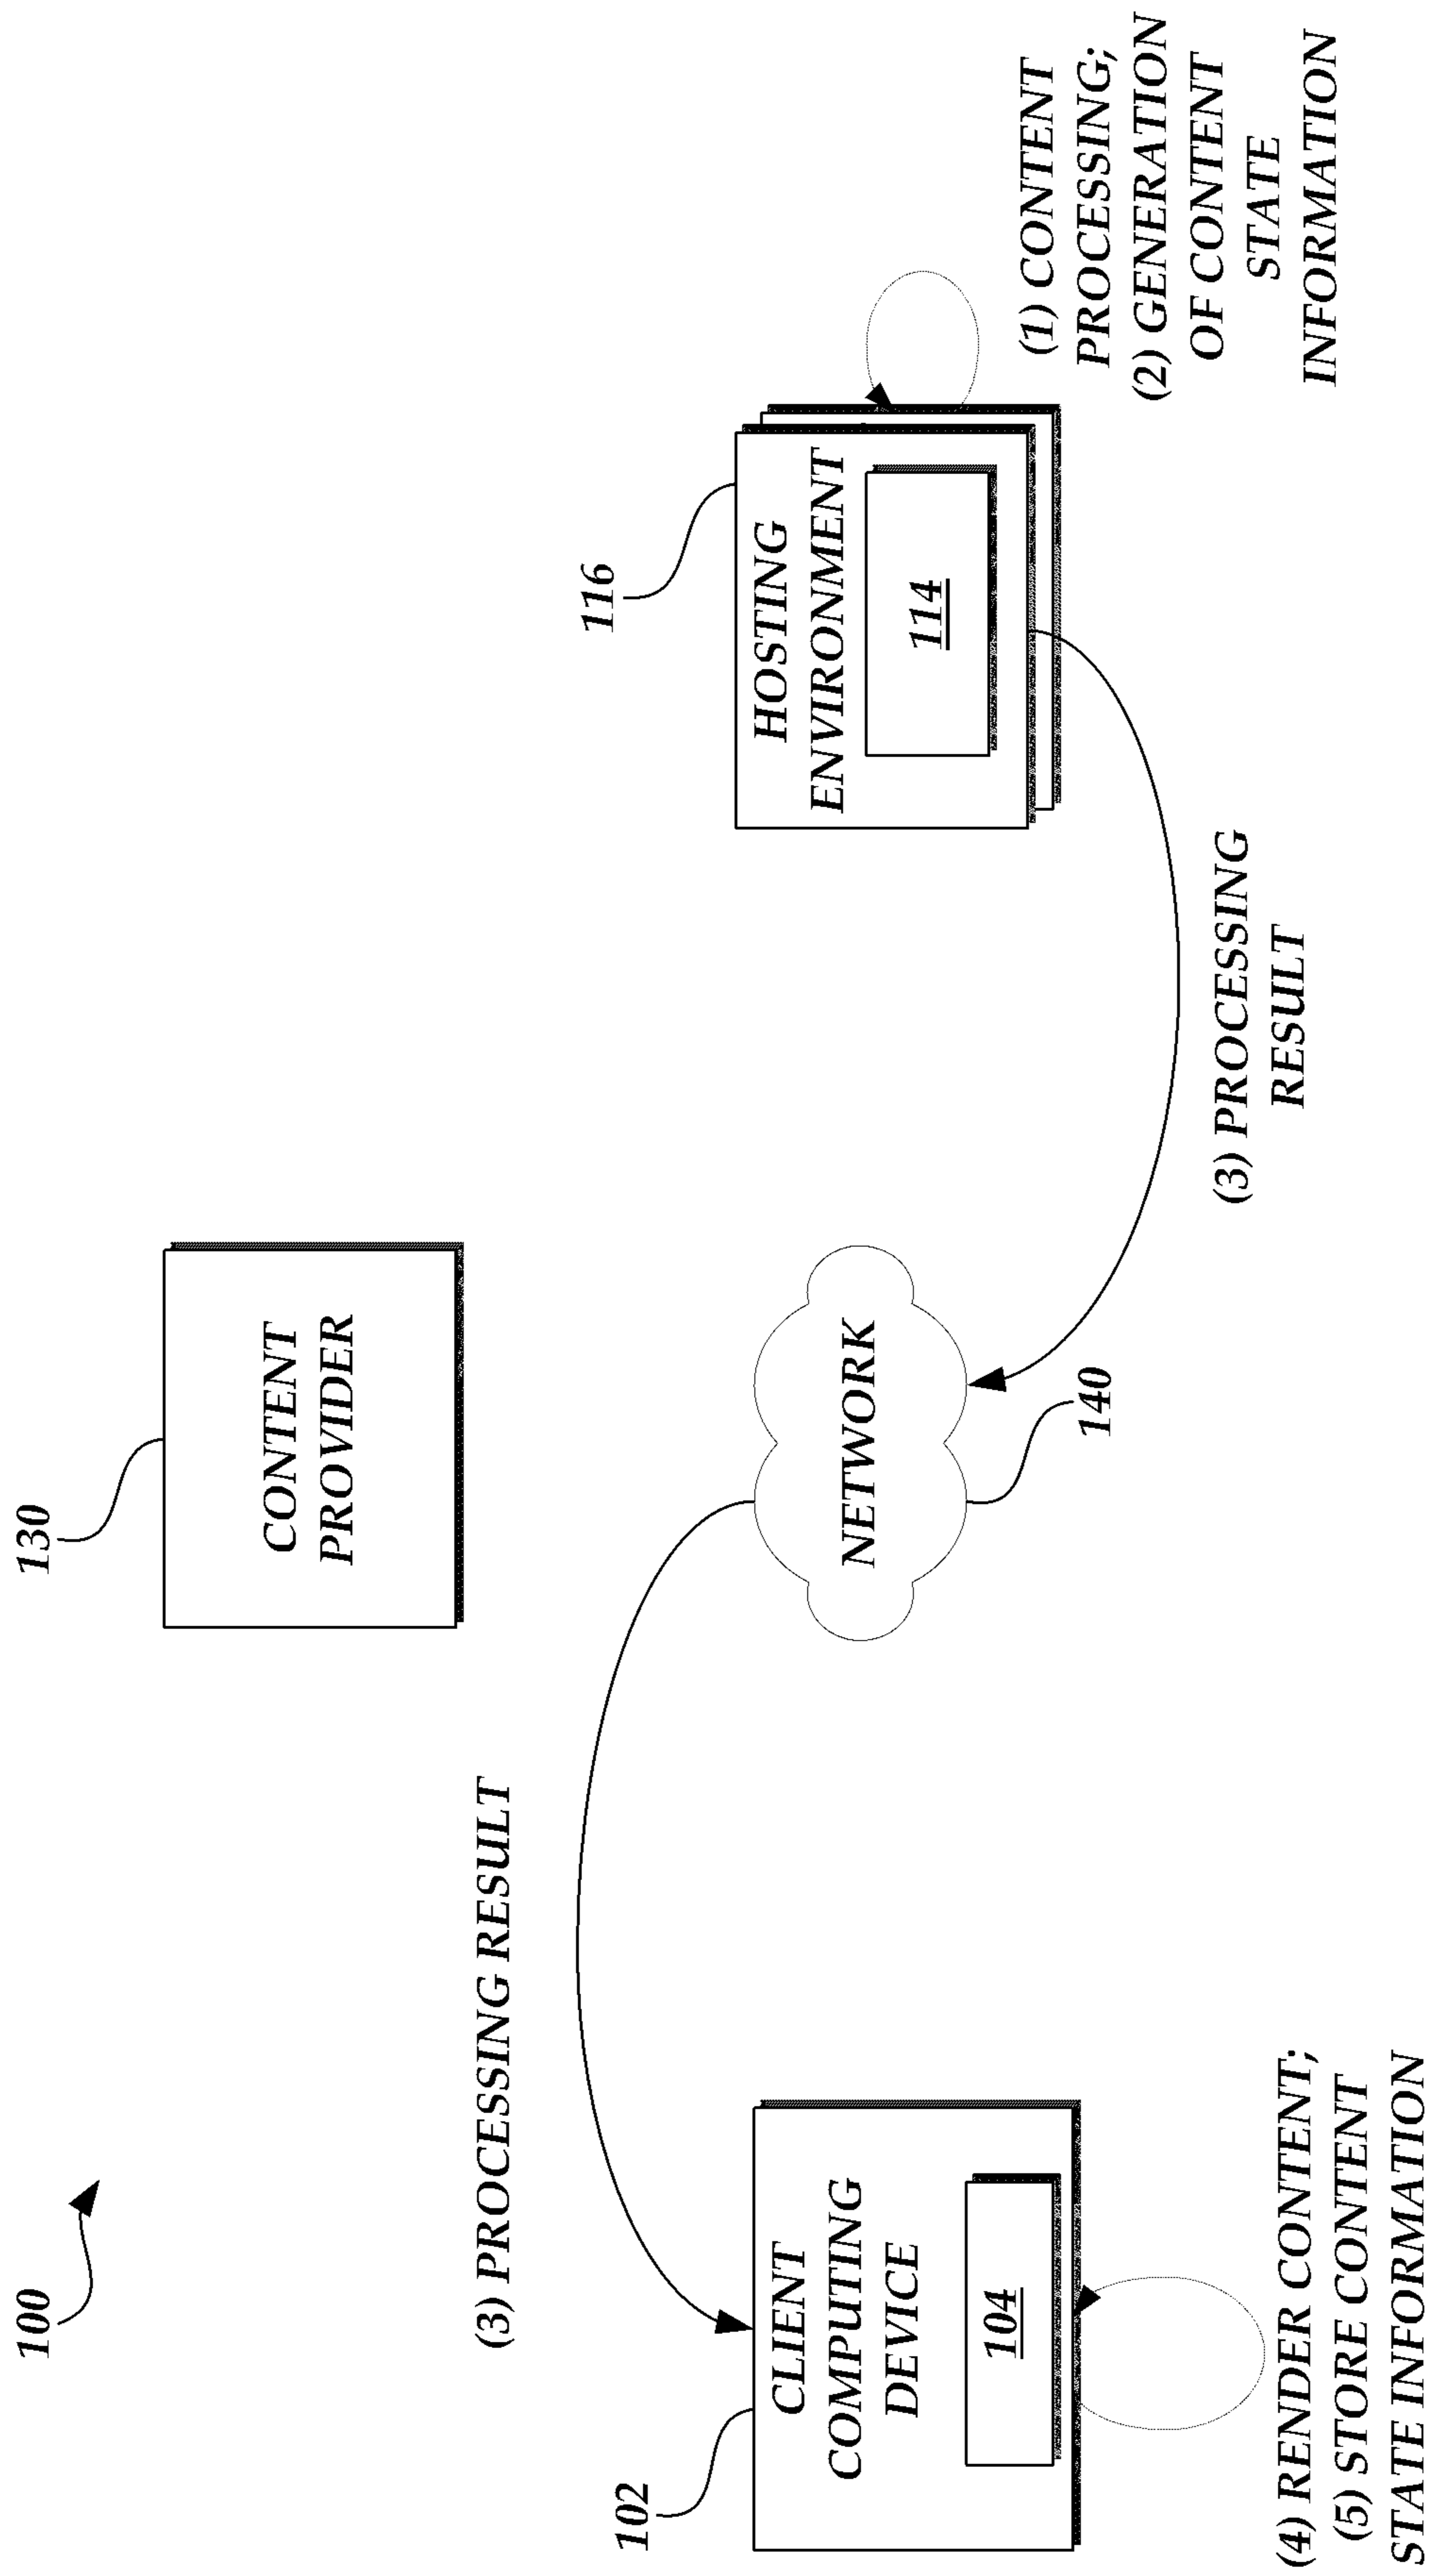 100
130
CONTENT
PROVIDER
(3) PROCESSING RESULT
102
CLIENT
COMPUTING
DEVICE
104
NETWORK
140
116
HOSTING
ENVIRONMENT
114
(4) RENDER CONTENT;
(5) STORE CONTENT
STATE INFORMATION
(3) PROCESSING
RESULT
(1) CONTENT
PROCESSING;
(2) GENERATION
OF CONTENT
STATE
INFORMATION